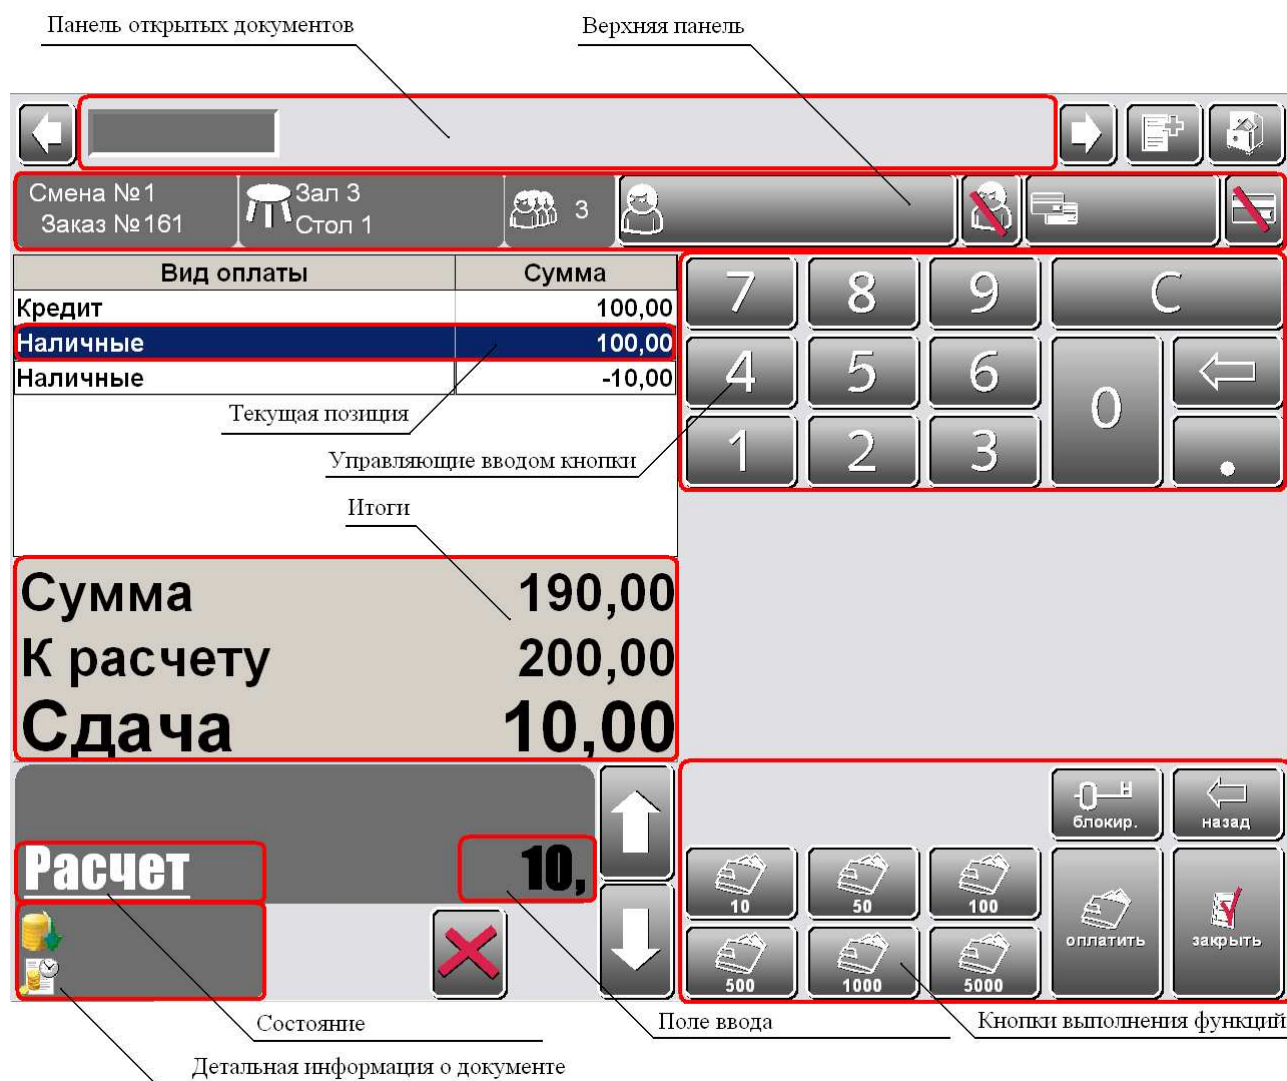 Панель открытых документов
Верхняя панель
Смена №1
Заказ №161
Зал 3
Стол 1
3
Вид оплаты Сумма
Кредит 100,00
Наличные 100,00
Наличные -10,00
7 8 9 C
4 5 6
1 2 3 0 .
Текущая позиция
Управляющие вводом кнопки
Итоги
Сумма 190,00
К расчету 200,00
Сдача 10,00
Расчет 10,
блокир. назад
10 50 100
оплатить закрыть
500 1000 5000
Состояние
Поле ввода
Кнопки выполнения функций
Детальная информация о документе